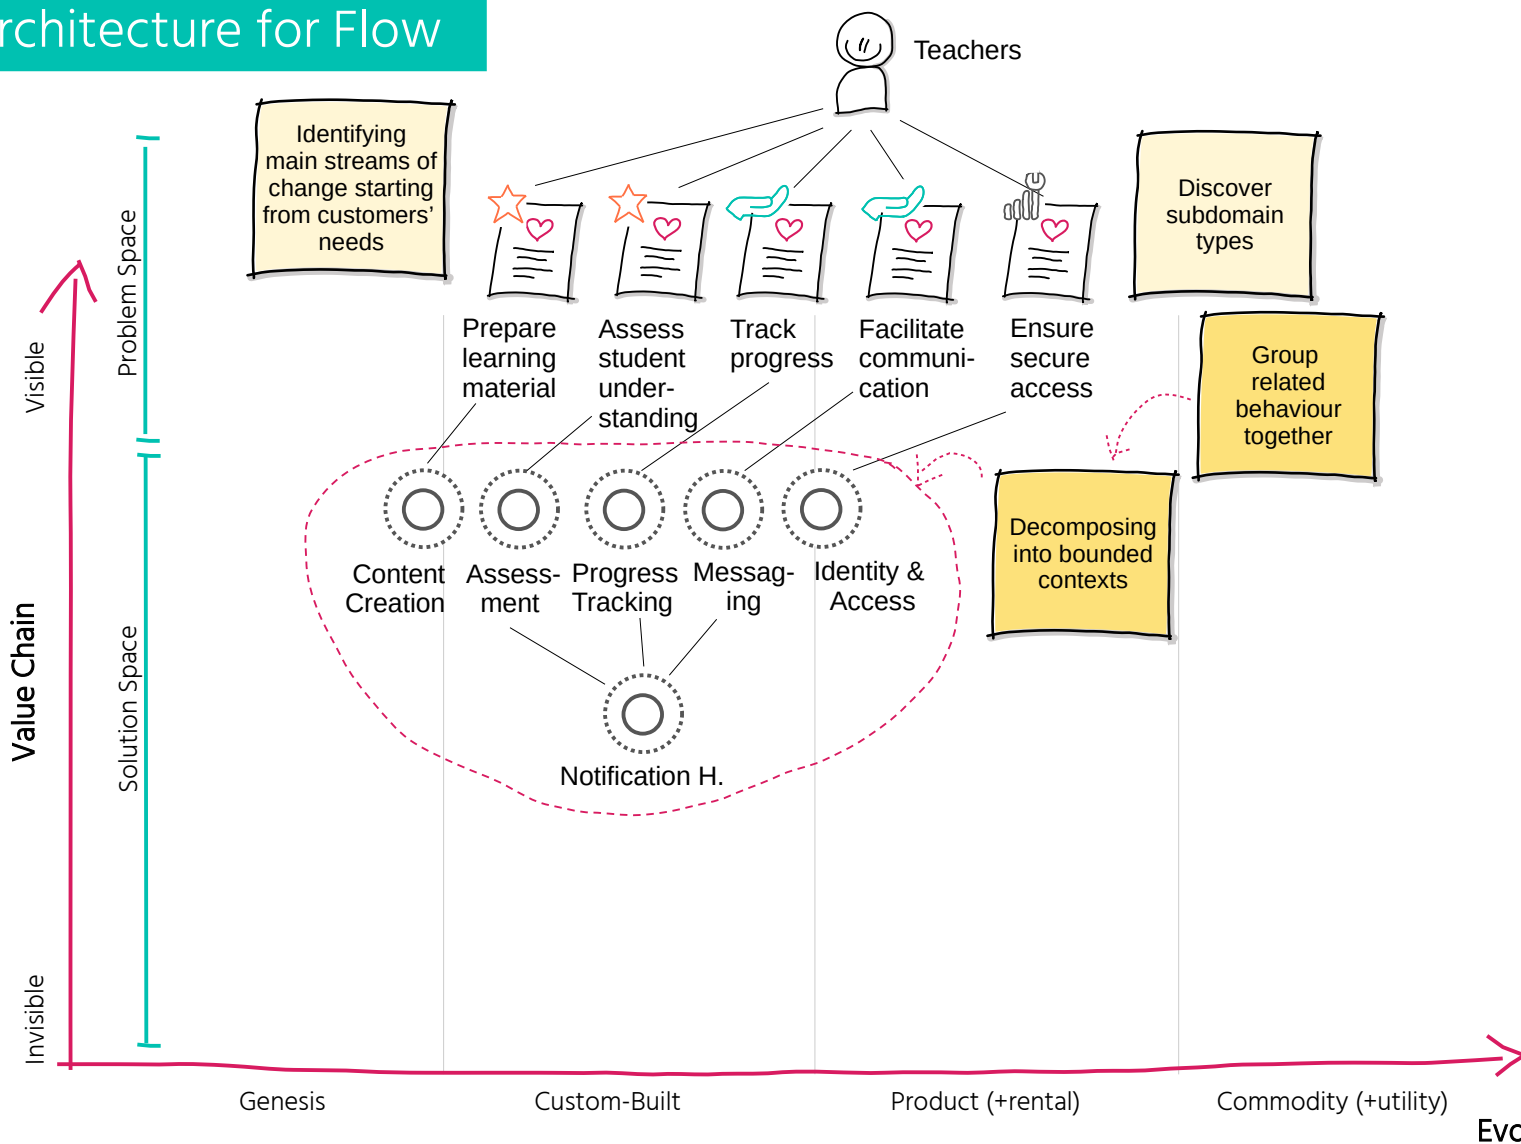 rchitecture for Flow
Teachers
Identifying
main streams of
change starting
from customers’
needs
Discover
subdomain
types
Problem Space
Visible
Prepare
learning
material
Assess
student
under-
standing
Track
progress
Facilitate
communi-
cation
Ensure
secure
access
Group
related
behaviour
together
Decomposing
into bounded
contexts
Content
Creation
Assess-
ment
Progress
Tracking
Messag-
ing
Identity &
Access
Notification H.
Value Chain
Solution Space
Invisible
Genesis
Custom-Built
Product (+rental)
Commodity (+utility)
Evo